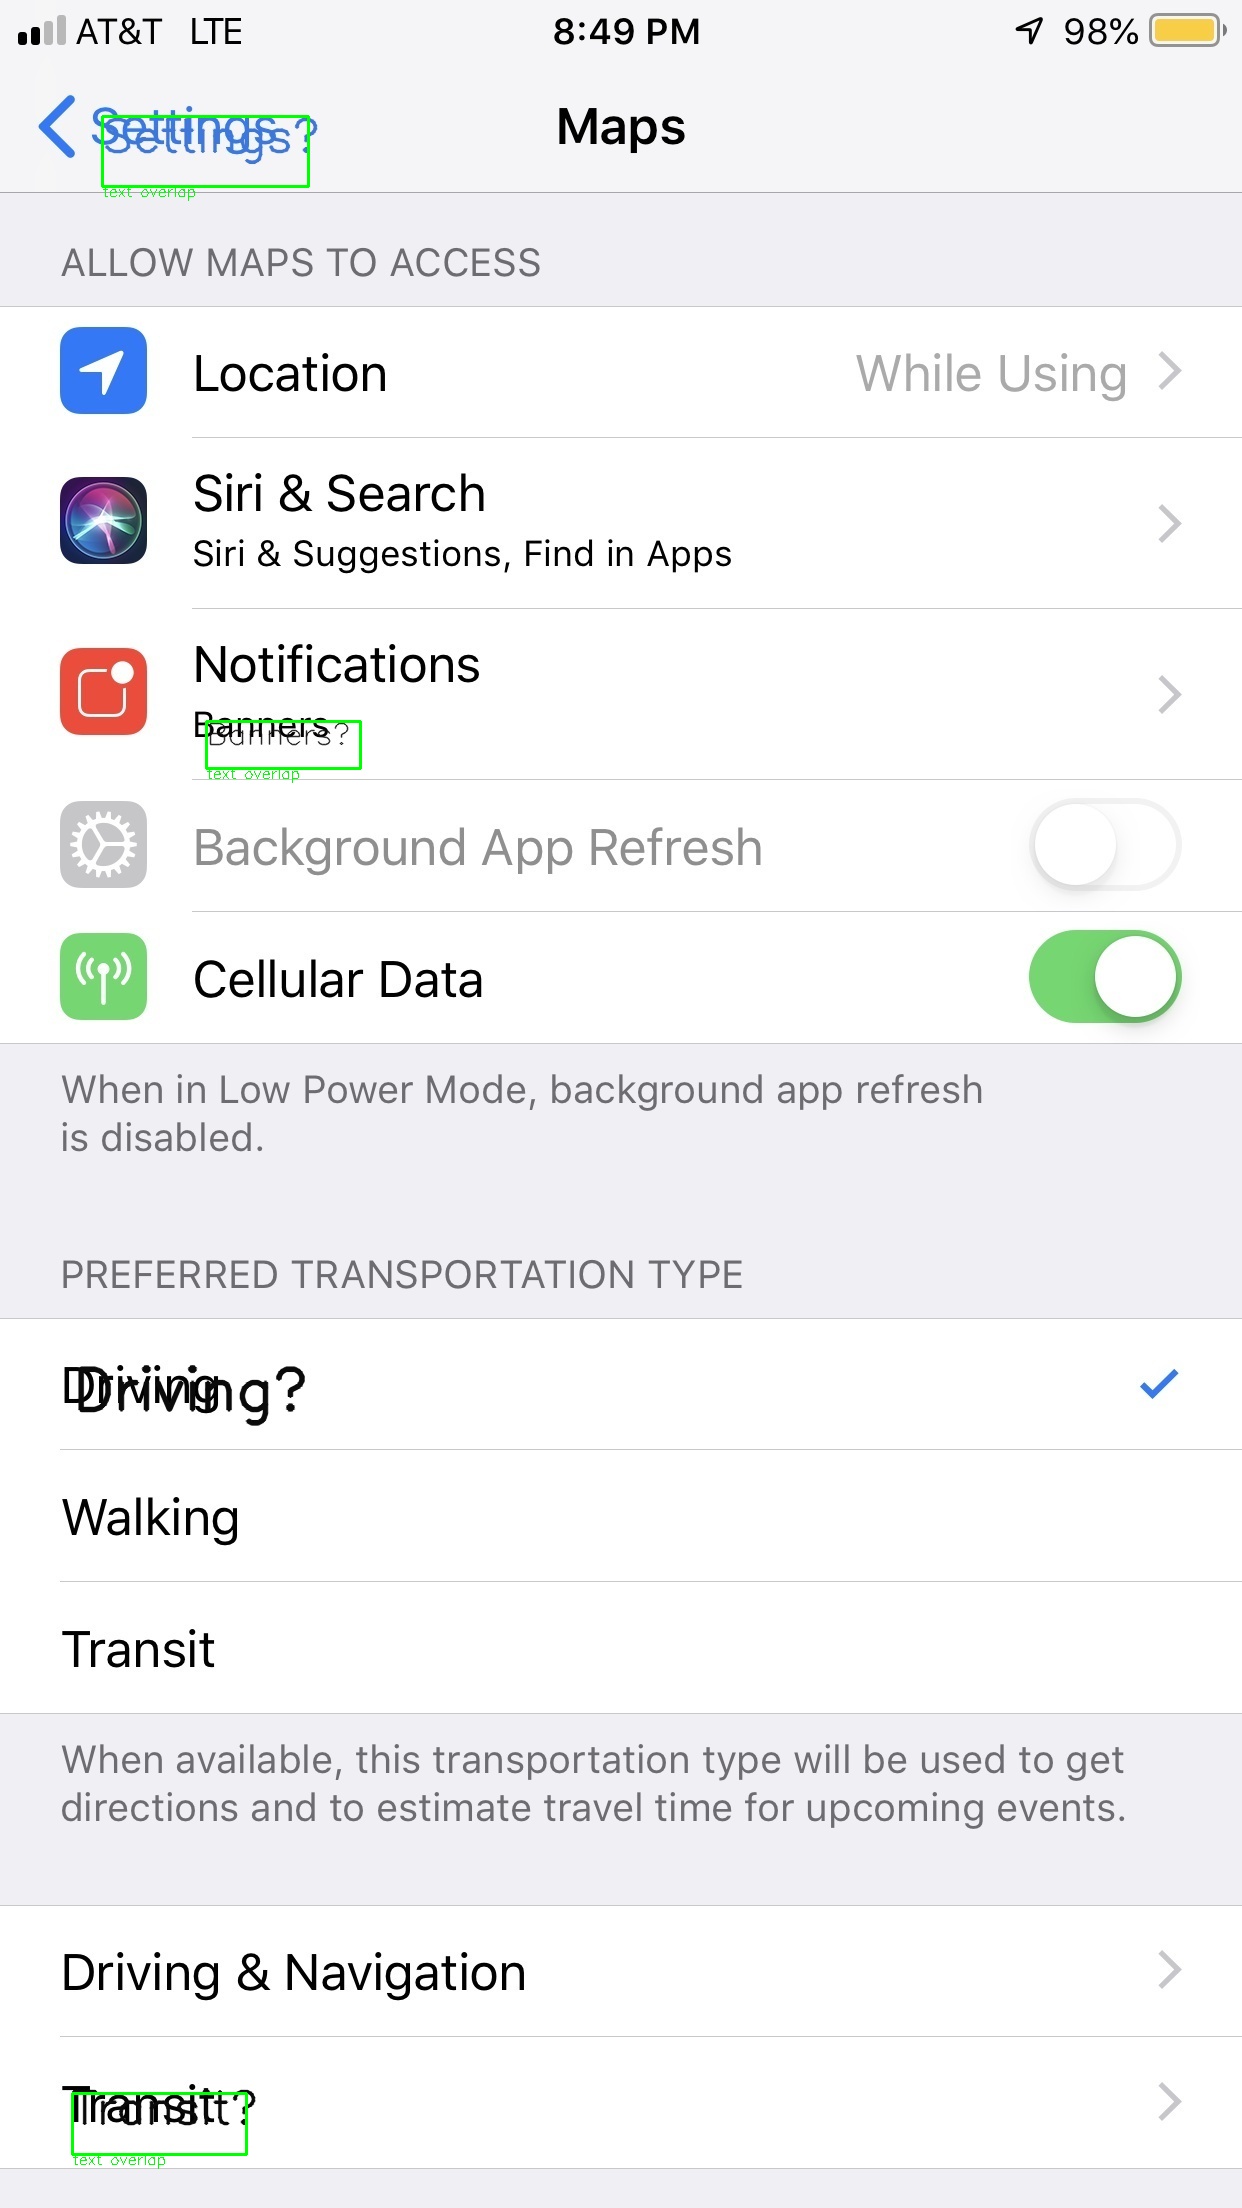 AT&T LTE 8:49 PM 98%
Settings Maps
Settings?
text overlap
ALLOW MAPS TO ACCESS
Location While Using
Siri & Search
Siri & Suggestions, Find in Apps
Notifications
Banners
Banners?
text overlap
Background App Refresh
Cellular Data
When in Low Power Mode, background app refresh
is disabled.
PREFERRED TRANSPORTATION TYPE
Driving
Driving?
Walking
Transit
When available, this transportation type will be used to get
directions and to estimate travel time for upcoming events.
Driving & Navigation
Transit
Transit?
text overlap